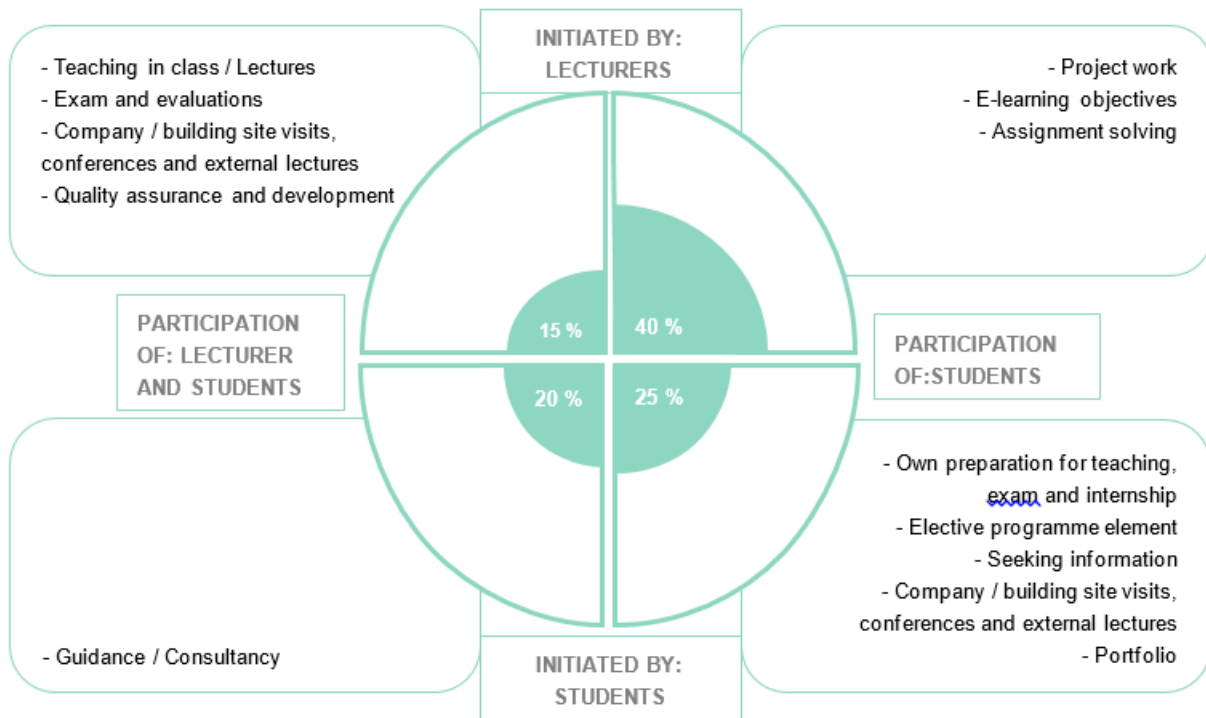 INITIATED BY:
LECTURERS
- Teaching in class / Lectures
- Exam and evaluations
- Company / building site visits,
conferences and external lectures
- Quality assurance and development
- Project work
- E-learning objectives
- Assignment solving
PARTICIPATION
OF: LECTURER
AND STUDENTS
15 %
40 %
PARTICIPATION
OF:STUDENTS
20 %
25 %
- Guidance / Consultancy
- Own preparation for teaching,
exam and internship
- Elective programme element
- Seeking information
- Company / building site visits,
conferences and external lectures
- Portfolio
INITIATED BY:
STUDENTS